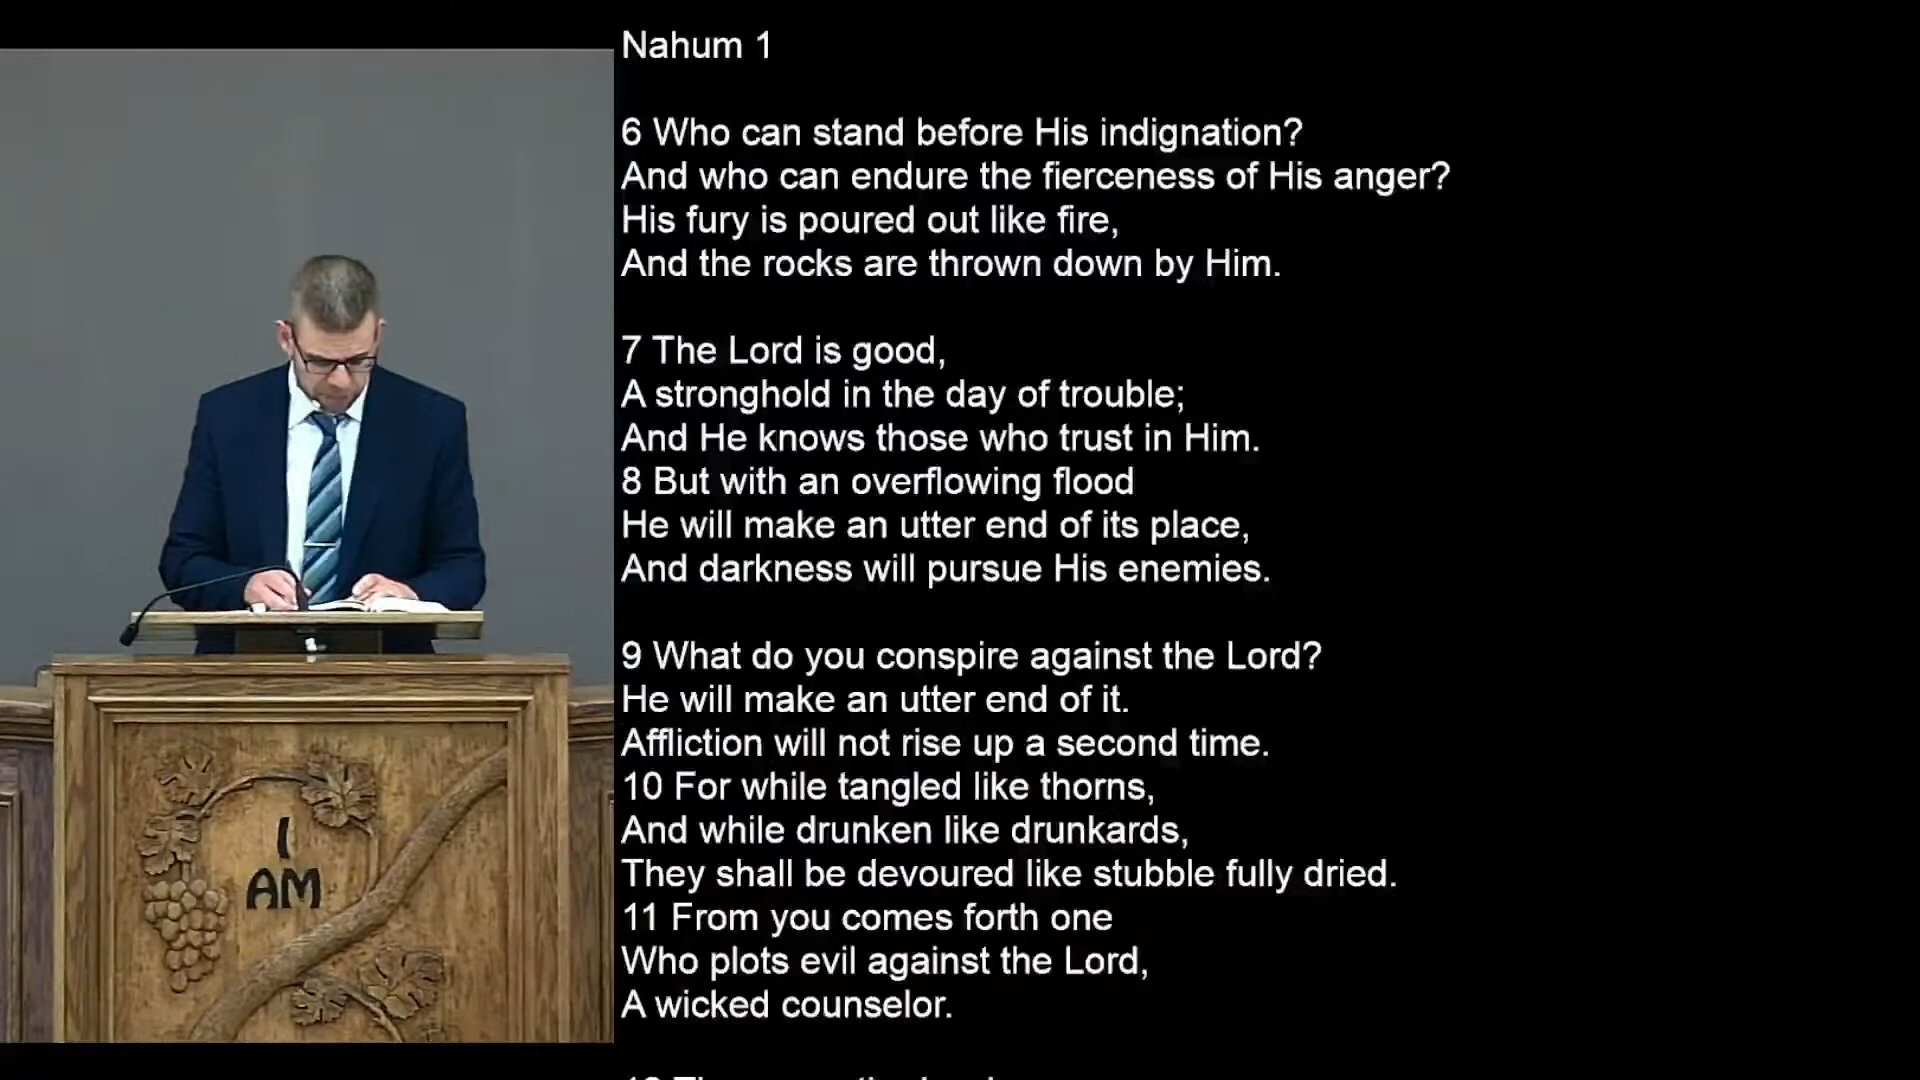 Nahum 1
6 Who can stand before His indignation?
And who can endure the fierceness of His anger?
His fury is poured out like fire,
And the rocks are thrown down by Him.
7 The Lord is good,
A stronghold in the day of trouble;
And He knows those who trust in Him.
8 But with an overflowing flood
He will make an utter end of its place,
And darkness will pursue His enemies.
9 What do you conspire against the Lord?
He will make an utter end of it.
Affliction will not rise up a second time.
10 For while tangled like thorns,
And while drunken like drunkards,
They shall be devoured like stubble fully dried.
11 From you comes forth one
Who plots evil against the Lord,
A wicked counselor.
I
AM